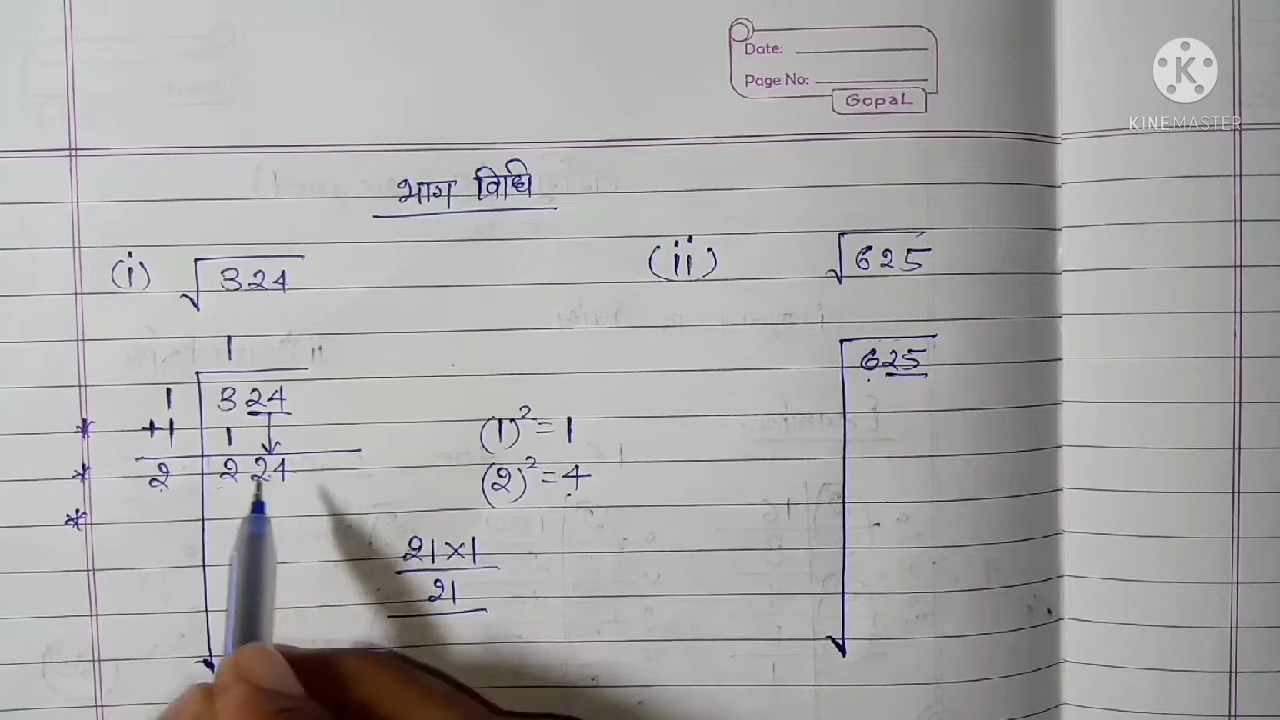 Date:
Page No:
Gopal
KINEMASTER
भाग विधि
(i) √324
(ii) √625
1
1 324
+1 1
2 224
(1)²=1
(2)²=4
21×1
21
625